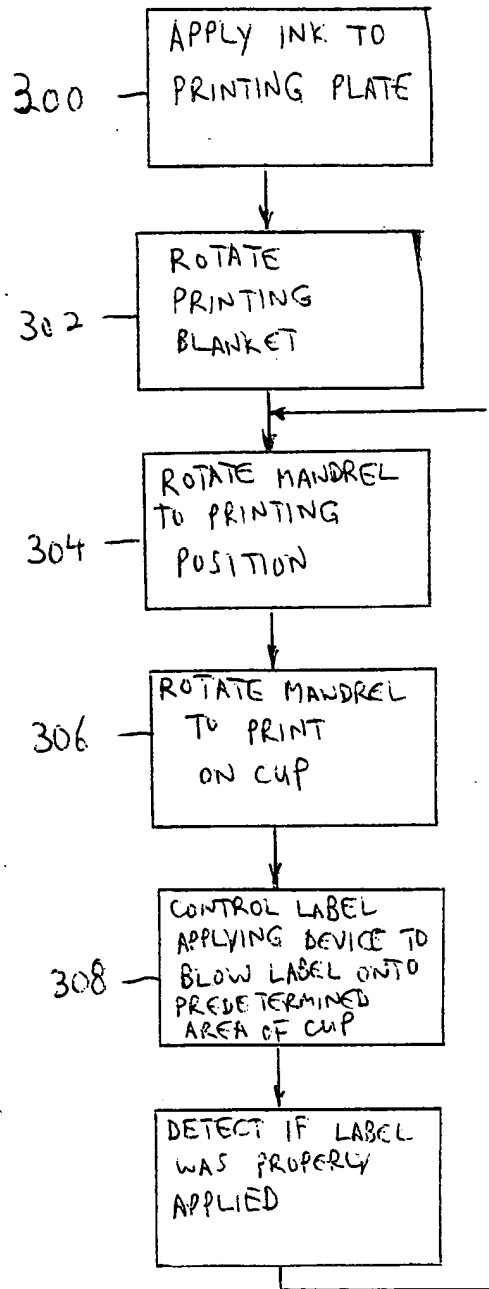 APPLY INK TO
PRINTING PLATE
300
ROTATE
PRINTING
BLANKET
302
ROTATE MANDREL
TO PRINTING
POSITION
304
ROTATE MANDREL
TO PRINT
ON CUP
306
CONTROL LABEL
APPLYING DEVICE TO
BLOW LABEL ONTO
PREDETERMINED
AREA OF CUP
308
DETECT IF LABEL
WAS PROPERLY
APPLIED